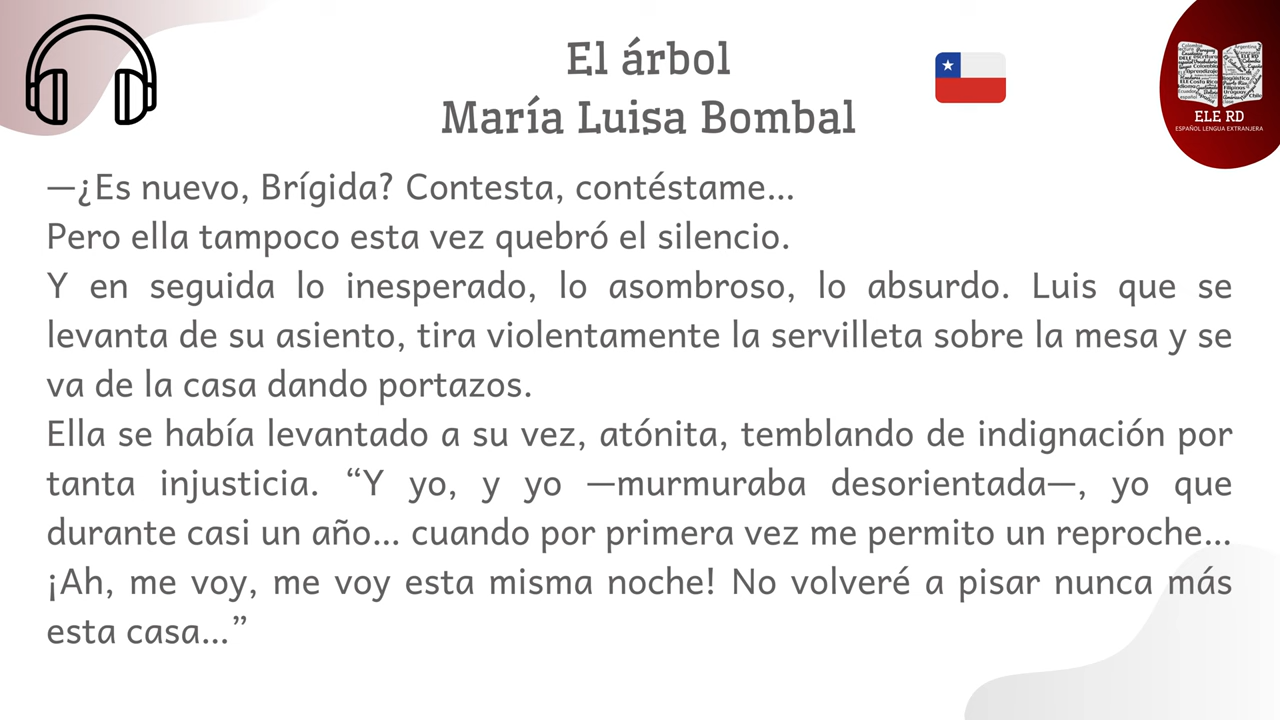 El árbol
María Luisa Bombal
ELE RD
ESPAÑOL LENGUA EXTRANJERA
—¿Es nuevo, Brígida? Contesta, contéstame...
Pero ella tampoco esta vez quebró el silencio.
Y en seguida lo inesperado, lo asombroso, lo absurdo. Luis que se
levanta de su asiento, tira violentamente la servilleta sobre la mesa y se
va de la casa dando portazos.
Ella se había levantado a su vez, atónita, temblando de indignación por
tanta injusticia. “Y yo, y yo —murmuraba desorientada—, yo que
durante casi un año... cuando por primera vez me permito un reproche...
¡Ah, me voy, me voy esta misma noche! No volveré a pisar nunca más
esta casa...”